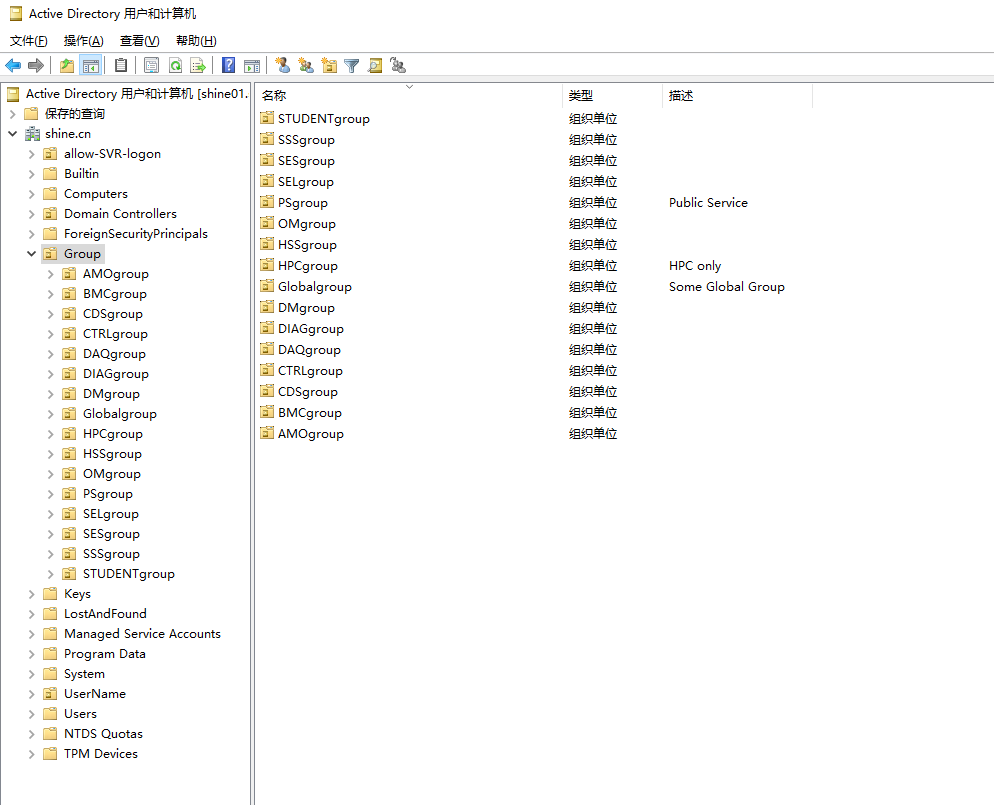 Active Directory 用户和计算机
文件(F) 操作(A) 查看(V) 帮助(H)
Active Directory 用户和计算机 [shine01.
保存的查询
shine.cn
allow-SVR-logon
Builtin
Computers
Domain Controllers
ForeignSecurityPrincipals
Group
AMOgroup
BMCgroup
CDSgroup
CTRLgroup
DAQgroup
DIAGgroup
DMgroup
Globalgroup
HPCgroup
HSSgroup
OMgroup
PSgroup
SELgroup
SESgroup
SSSgroup
STUDENTgroup
Keys
LostAndFound
Managed Service Accounts
Program Data
System
UserName
Users
NTDS Quotas
TPM Devices
名称 类型 描述
STUDENTgroup 组织单位
SSSgroup 组织单位
SESgroup 组织单位
SELgroup 组织单位
PSgroup 组织单位 Public Service
OMgroup 组织单位
HSSgroup 组织单位
HPCgroup 组织单位 HPC only
Globalgroup 组织单位 Some Global Group
DMgroup 组织单位
DIAGgroup 组织单位
DAQgroup 组织单位
CTRLgroup 组织单位
CDSgroup 组织单位
BMCgroup 组织单位
AMOgroup 组织单位